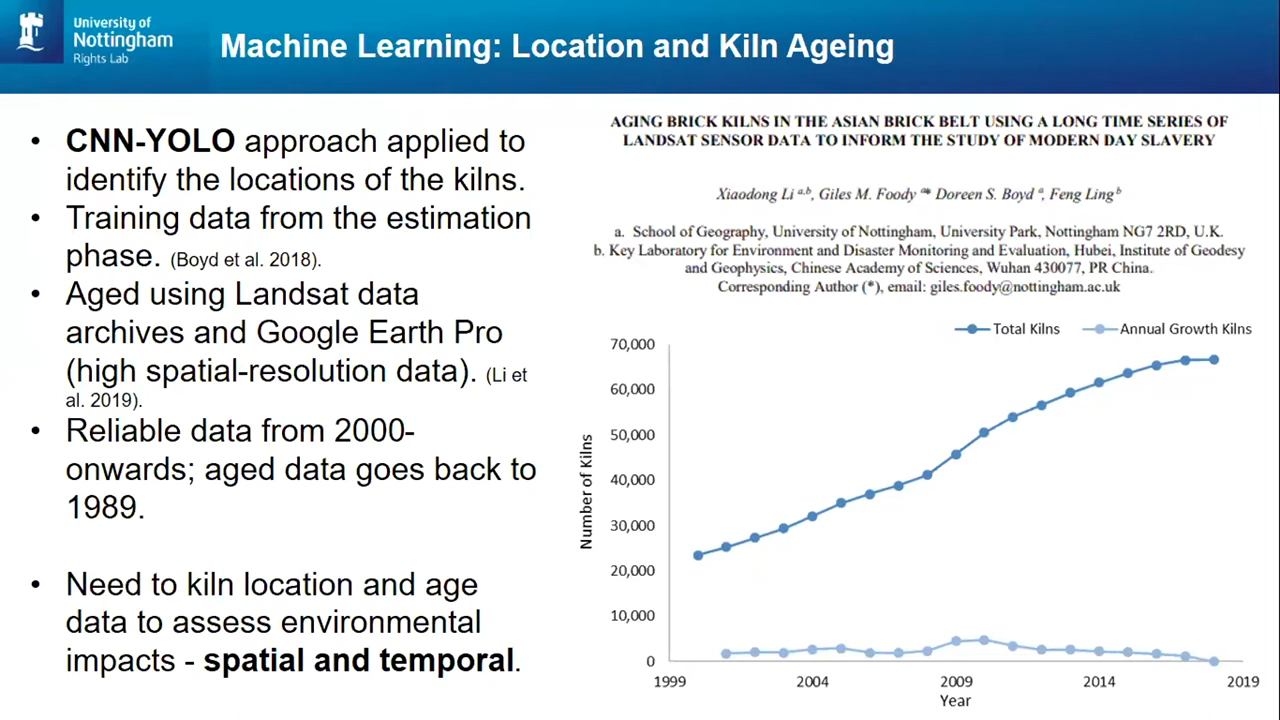 University of
Nottingham
Rights Lab
Machine Learning: Location and Kiln Ageing
• CNN-YOLO approach applied to
identify the locations of the kilns.
• Training data from the estimation
phase. (Boyd et al. 2018).
• Aged using Landsat data
archives and Google Earth Pro
(high spatial-resolution data). (Li et
al. 2019).
• Reliable data from 2000-
onwards; aged data goes back to
1989.
• Need to kiln location and age
data to assess environmental
impacts - spatial and temporal.
AGING BRICK KILNS IN THE ASIAN BRICK BELT USING A LONG TIME SERIES OF
LANDSAT SENSOR DATA TO INFORM THE STUDY OF MODERN DAY SLAVERY
Xiaodong Li a,b, Giles M. Foody a* Doreen S. Boyd a, Feng Ling b
a. School of Geography, University of Nottingham, University Park, Nottingham NG7 2RD, U.K.
b. Key Laboratory for Environment and Disaster Monitoring and Evaluation, Hubei, Institute of Geodesy
and Geophysics, Chinese Academy of Sciences, Wuhan 430077, PR China.
Corresponding Author (*), email: giles.foody@nottingham.ac.uk
Total Kilns
Annual Growth Kilns
70,000
60,000
50,000
40,000
30,000
20,000
10,000
0
Number of Kilns
1999
2004
2009
2014
2019
Year